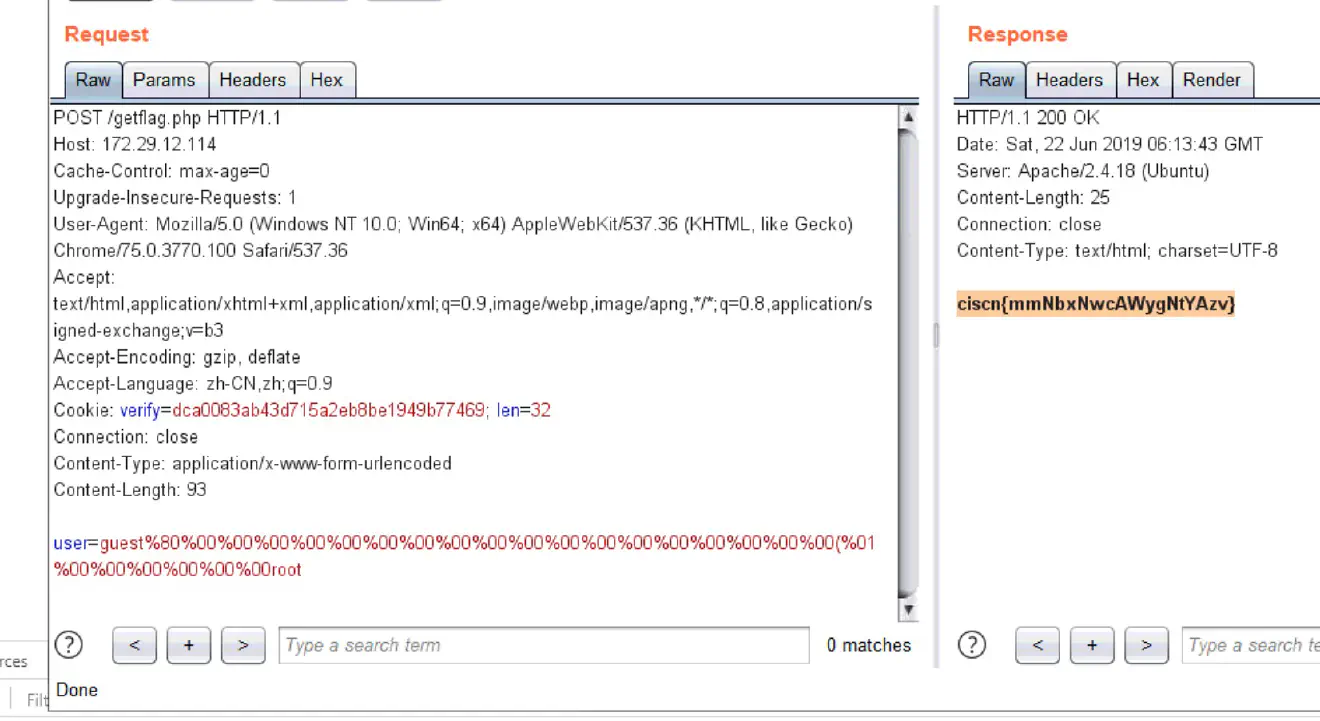 Request
Raw Params Headers Hex
POST /getflag.php HTTP/1.1
Host: 172.29.12.114
Cache-Control: max-age=0
Upgrade-Insecure-Requests: 1
User-Agent: Mozilla/5.0 (Windows NT 10.0; Win64; x64) AppleWebKit/537.36 (KHTML, like Gecko)
Chrome/75.0.3770.100 Safari/537.36
Accept:
text/html,application/xhtml+xml,application/xml;q=0.9,image/webp,image/apng,*/*;q=0.8,application/s
igned-exchange;v=b3
Accept-Encoding: gzip, deflate
Accept-Language: zh-CN,zh;q=0.9
Cookie: verify=dca0083ab43d715a2eb8be1949b77469; len=32
Connection: close
Content-Type: application/x-www-form-urlencoded
Content-Length: 93
user=guest%80%00%00%00%00%00%00%00%00%00%00%00%00%00%00%00%00%00%00(%01
%00%00%00%00%00%00root
? < + > Type a search term 0 matches
Done
Response
Raw Headers Hex Render
HTTP/1.1 200 OK
Date: Sat, 22 Jun 2019 06:13:43 GMT
Server: Apache/2.4.18 (Ubuntu)
Content-Length: 25
Connection: close
Content-Type: text/html; charset=UTF-8
ciscn{mmNbxNwcAWygNtYAzv}
? < + > Type a search te
rces
Filt